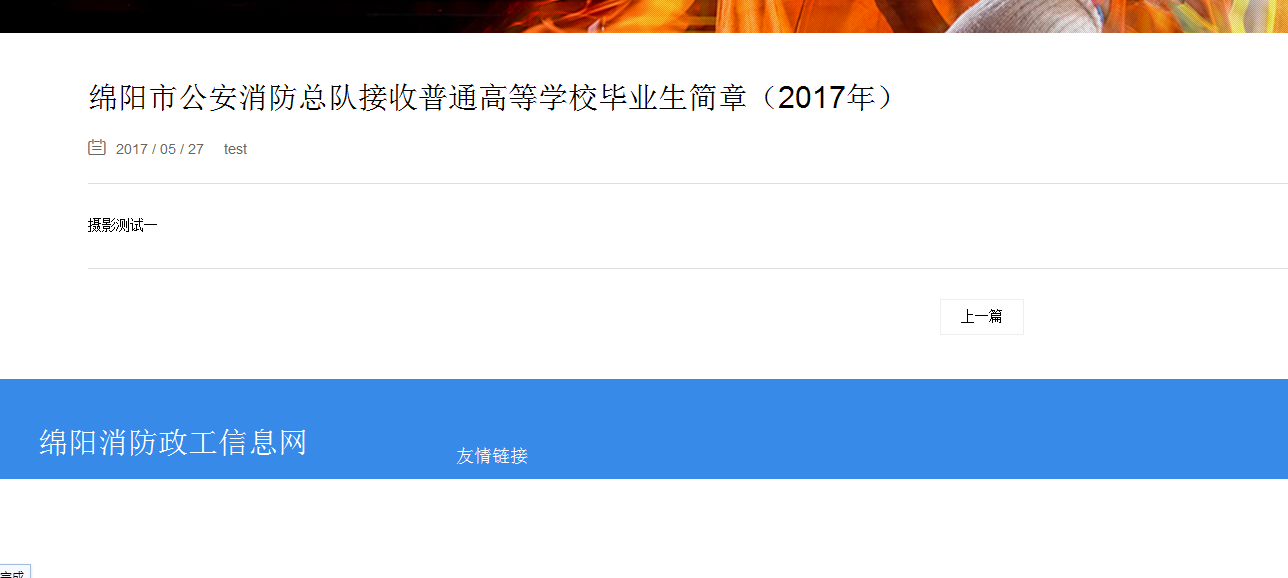 绵阳市公安消防总队接收普通高等学校毕业生简章（2017年）
2017 / 05 / 27 test
摄影测试一
上一篇
绵阳消防政工信息网
友情链接
完成